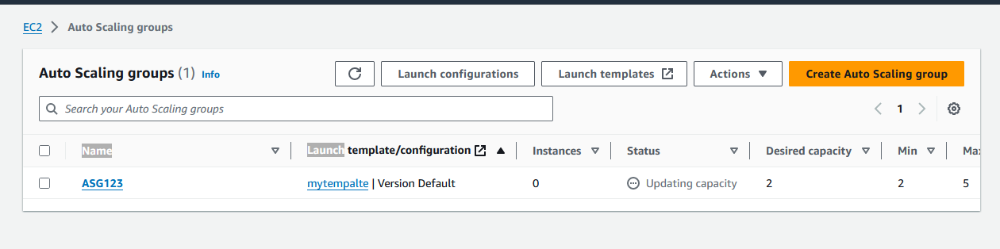 EC2 > Auto Scaling groups
Auto Scaling groups (1) Info Launch configurations Launch templates Actions Create Auto Scaling group
Search your Auto Scaling groups 1
Name Launch template/configuration Instances Status Desired capacity Min Max
ASG123 mytempalte | Version Default 0 Updating capacity 2 2 5